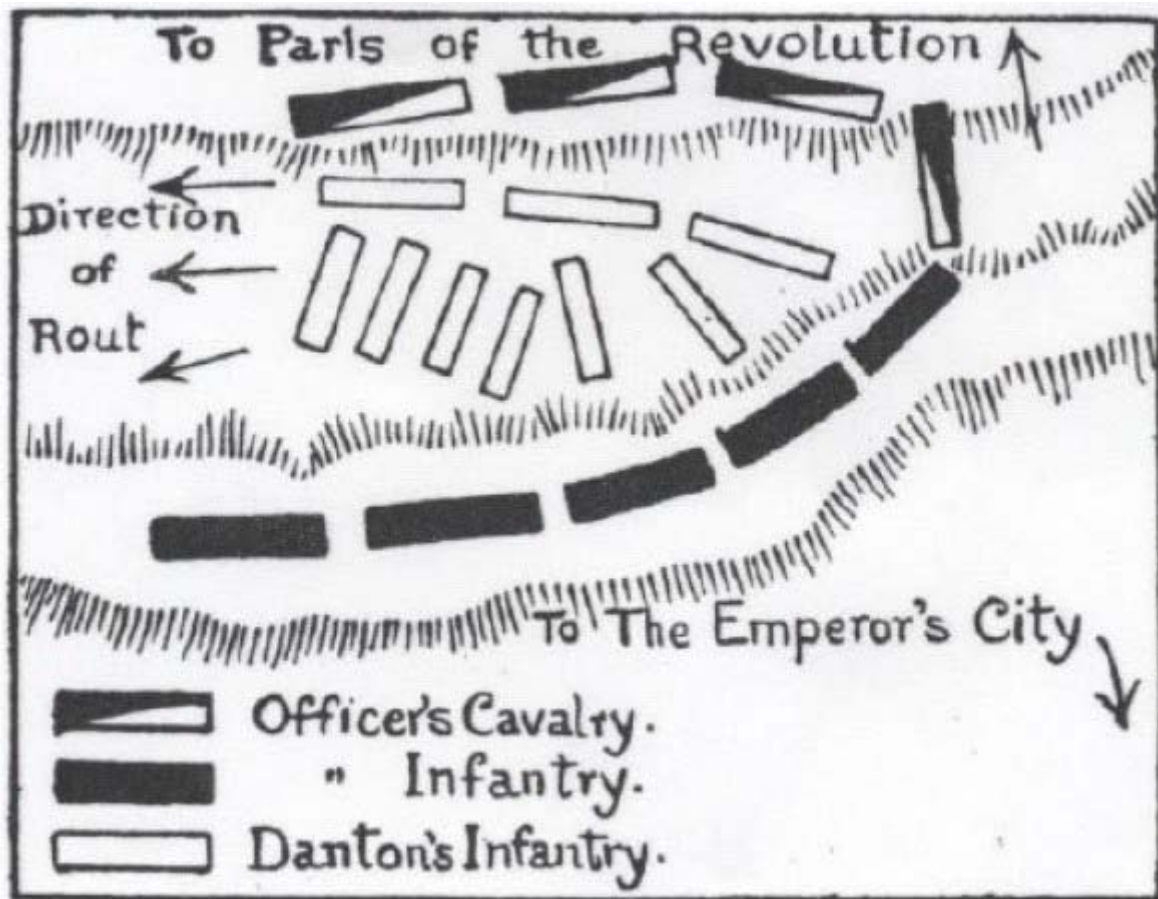 To Paris of the Revolution
Direction
of
Rout
To The Emperor's City
Officer's Cavalry.
" Infantry.
Danton's Infantry.